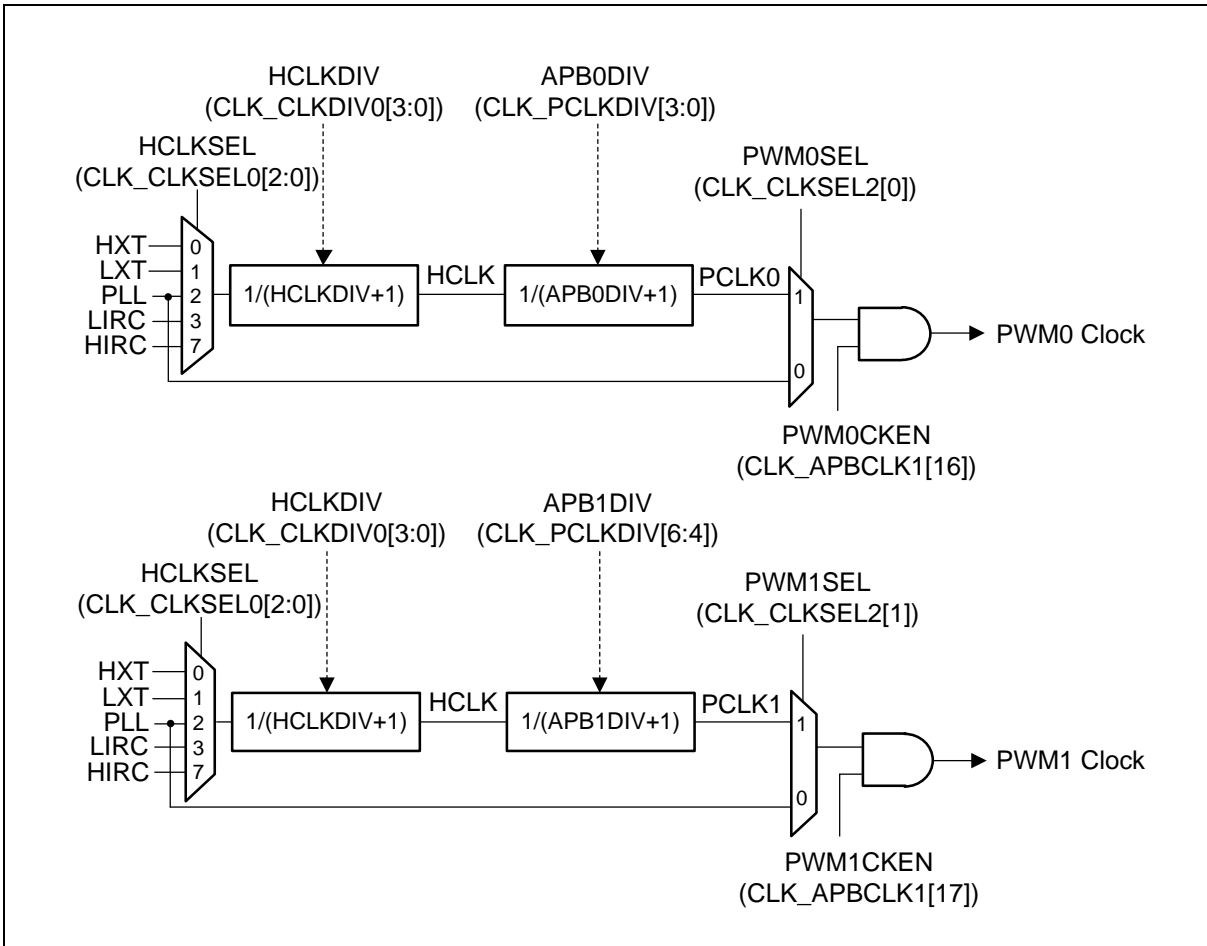 HCLKDIV
(CLK_CLKDIV0[3:0])
APB0DIV
(CLK_PCLKDIV[3:0])
HCLKSEL
(CLK_CLKSEL0[2:0])
PWM0SEL
(CLK_CLKSEL2[0])
HXT
0
LXT
1
PLL
2
LIRC
3
HIRC
7
1/(HCLKDIV+1)
HCLK
1/(APB0DIV+1)
PCLK0
1
0
PWM0 Clock
PWM0CKEN
(CLK_APBCLK1[16])
HCLKDIV
(CLK_CLKDIV0[3:0])
APB1DIV
(CLK_PCLKDIV[6:4])
HCLKSEL
(CLK_CLKSEL0[2:0])
PWM1SEL
(CLK_CLKSEL2[1])
HXT
0
LXT
1
PLL
2
LIRC
3
HIRC
7
1/(HCLKDIV+1)
HCLK
1/(APB1DIV+1)
PCLK1
1
0
PWM1 Clock
PWM1CKEN
(CLK_APBCLK1[17])